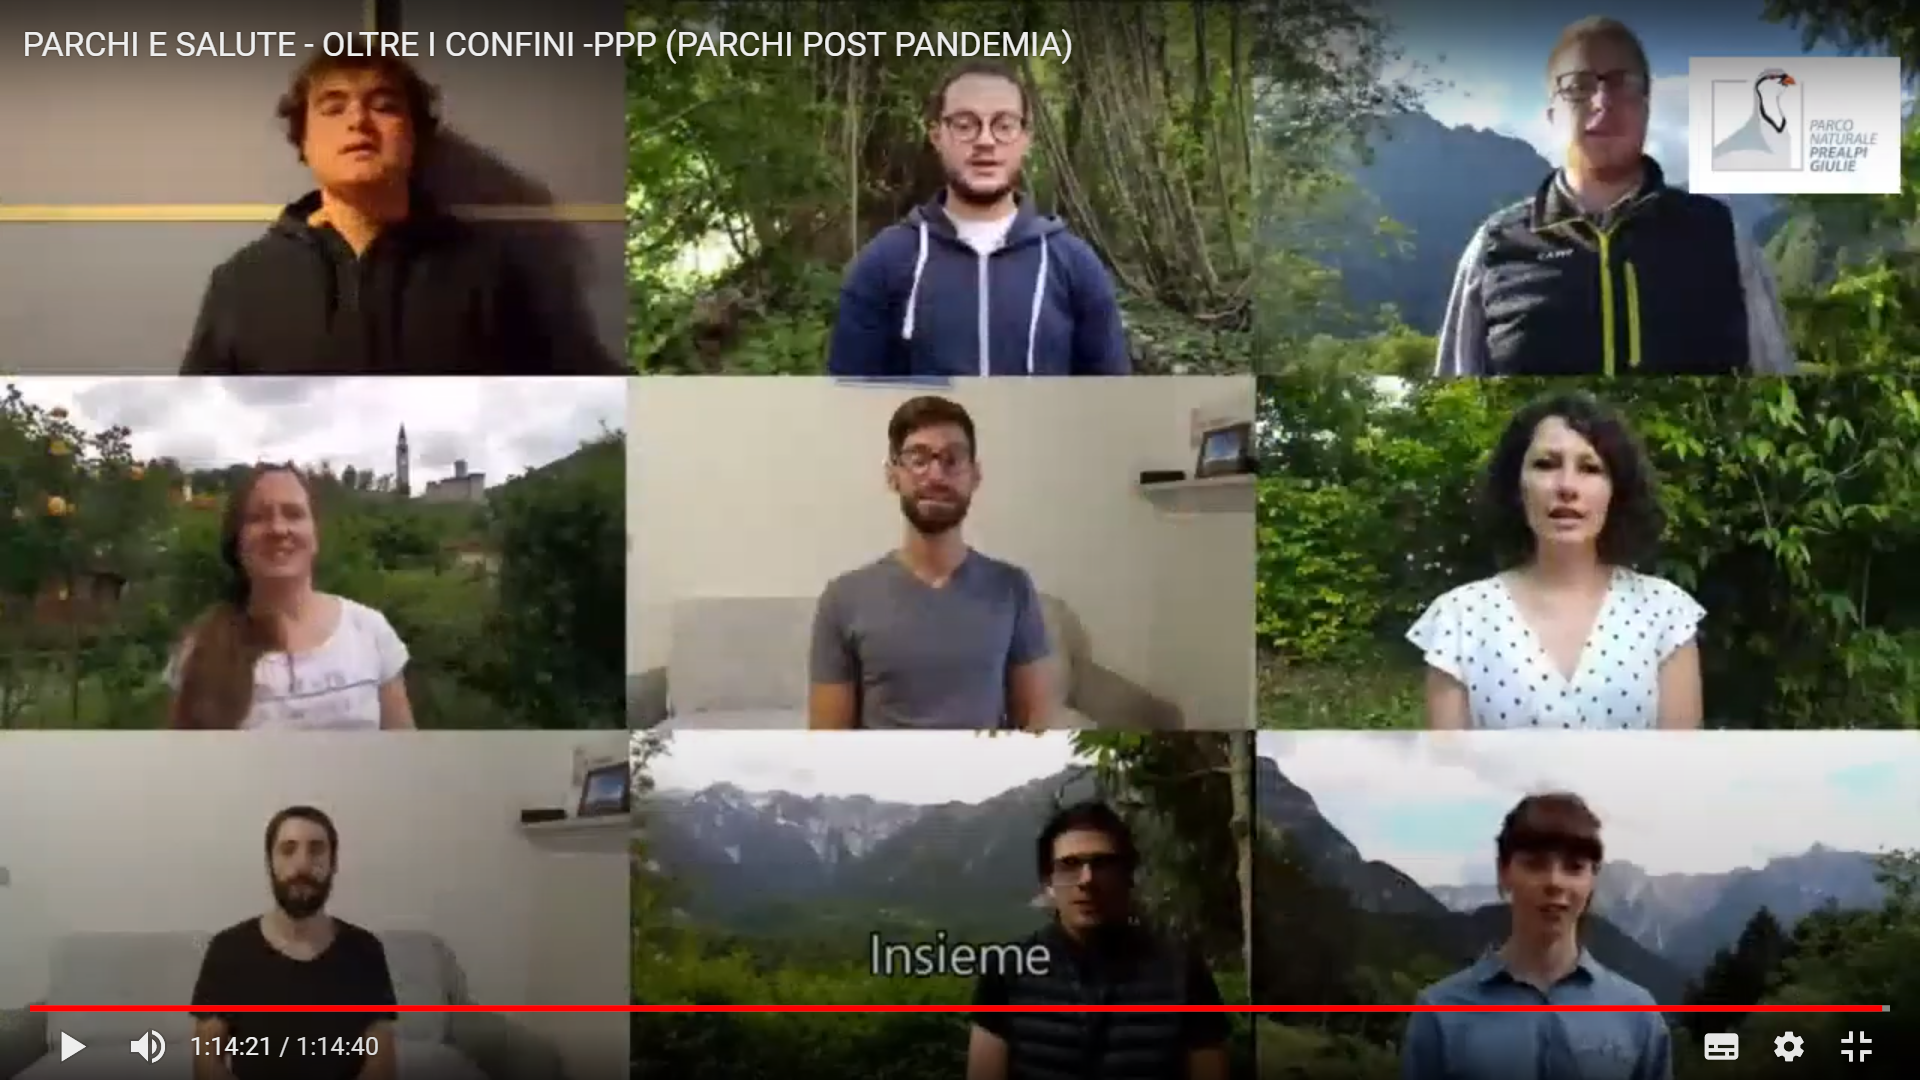 PARCHI E SALUTE - OLTRE I CONFINI -PPP (PARCHI POST PANDEMIA)
PARCO
NATURALE
PREALPI
GIULIE
CAMP
Insieme
1:14:21 / 1:14:40